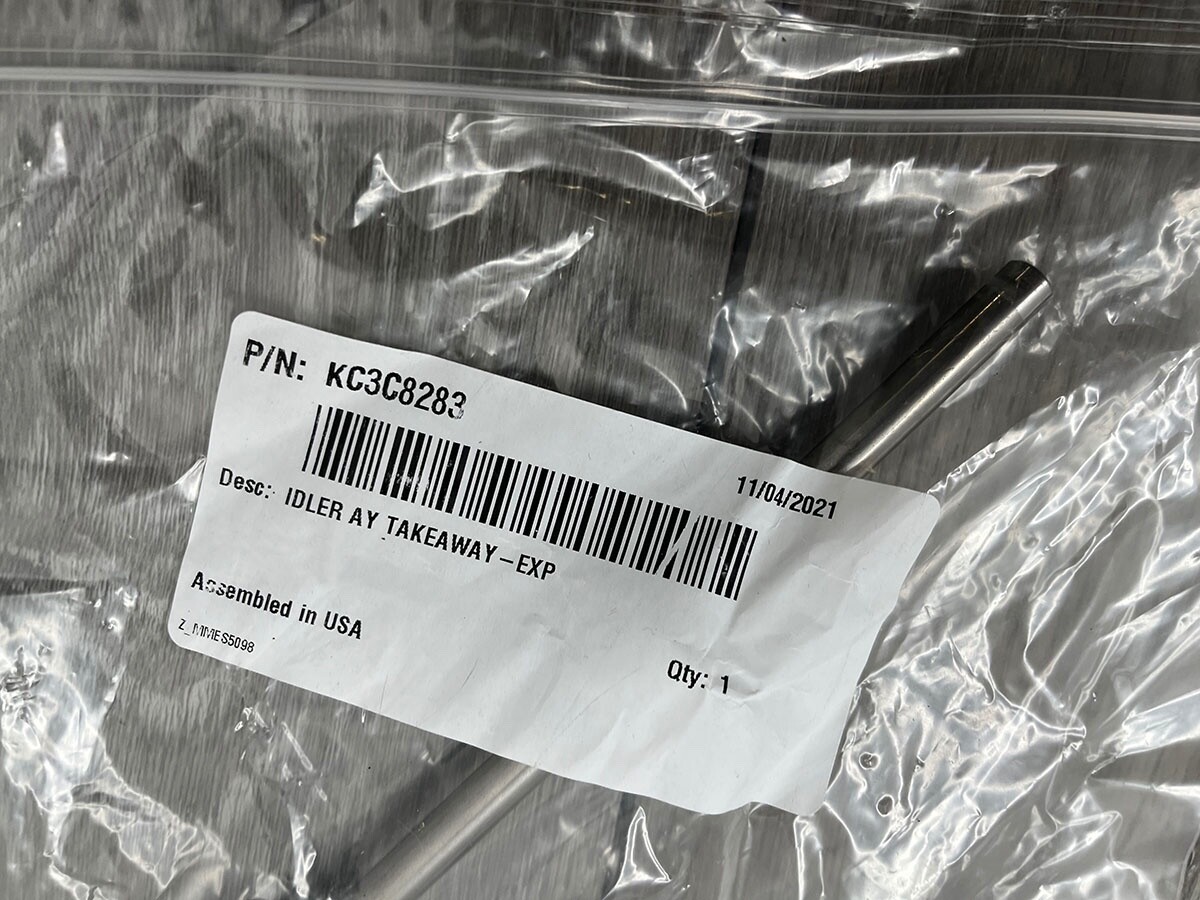 P/N: KC3C8283
11/04/2021
Desc: IDLER AY TAKEAWAY-EXP
Assembled in USA
Z_MMES5098
Qty: 1